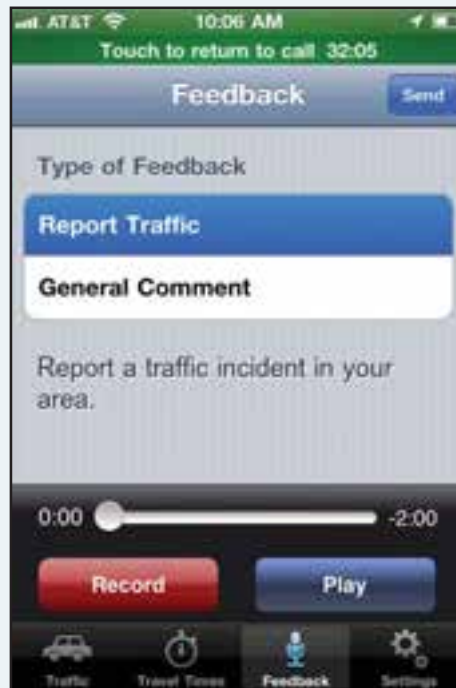 AT&T 10:06 AM
Touch to return to call 32:05
Feedback Send
Type of Feedback
Report Traffic
General Comment
Report a traffic incident in your
area.
0:00 -2:00
Record Play
Traffic Travel Times Feedback Settings